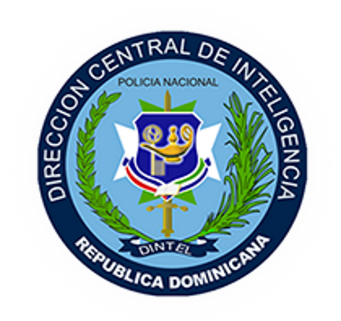 DIRECCION CENTRAL DE INTELIGENCIA
POLICIA NACIONAL
DINTEL
REPUBLICA DOMINICANA